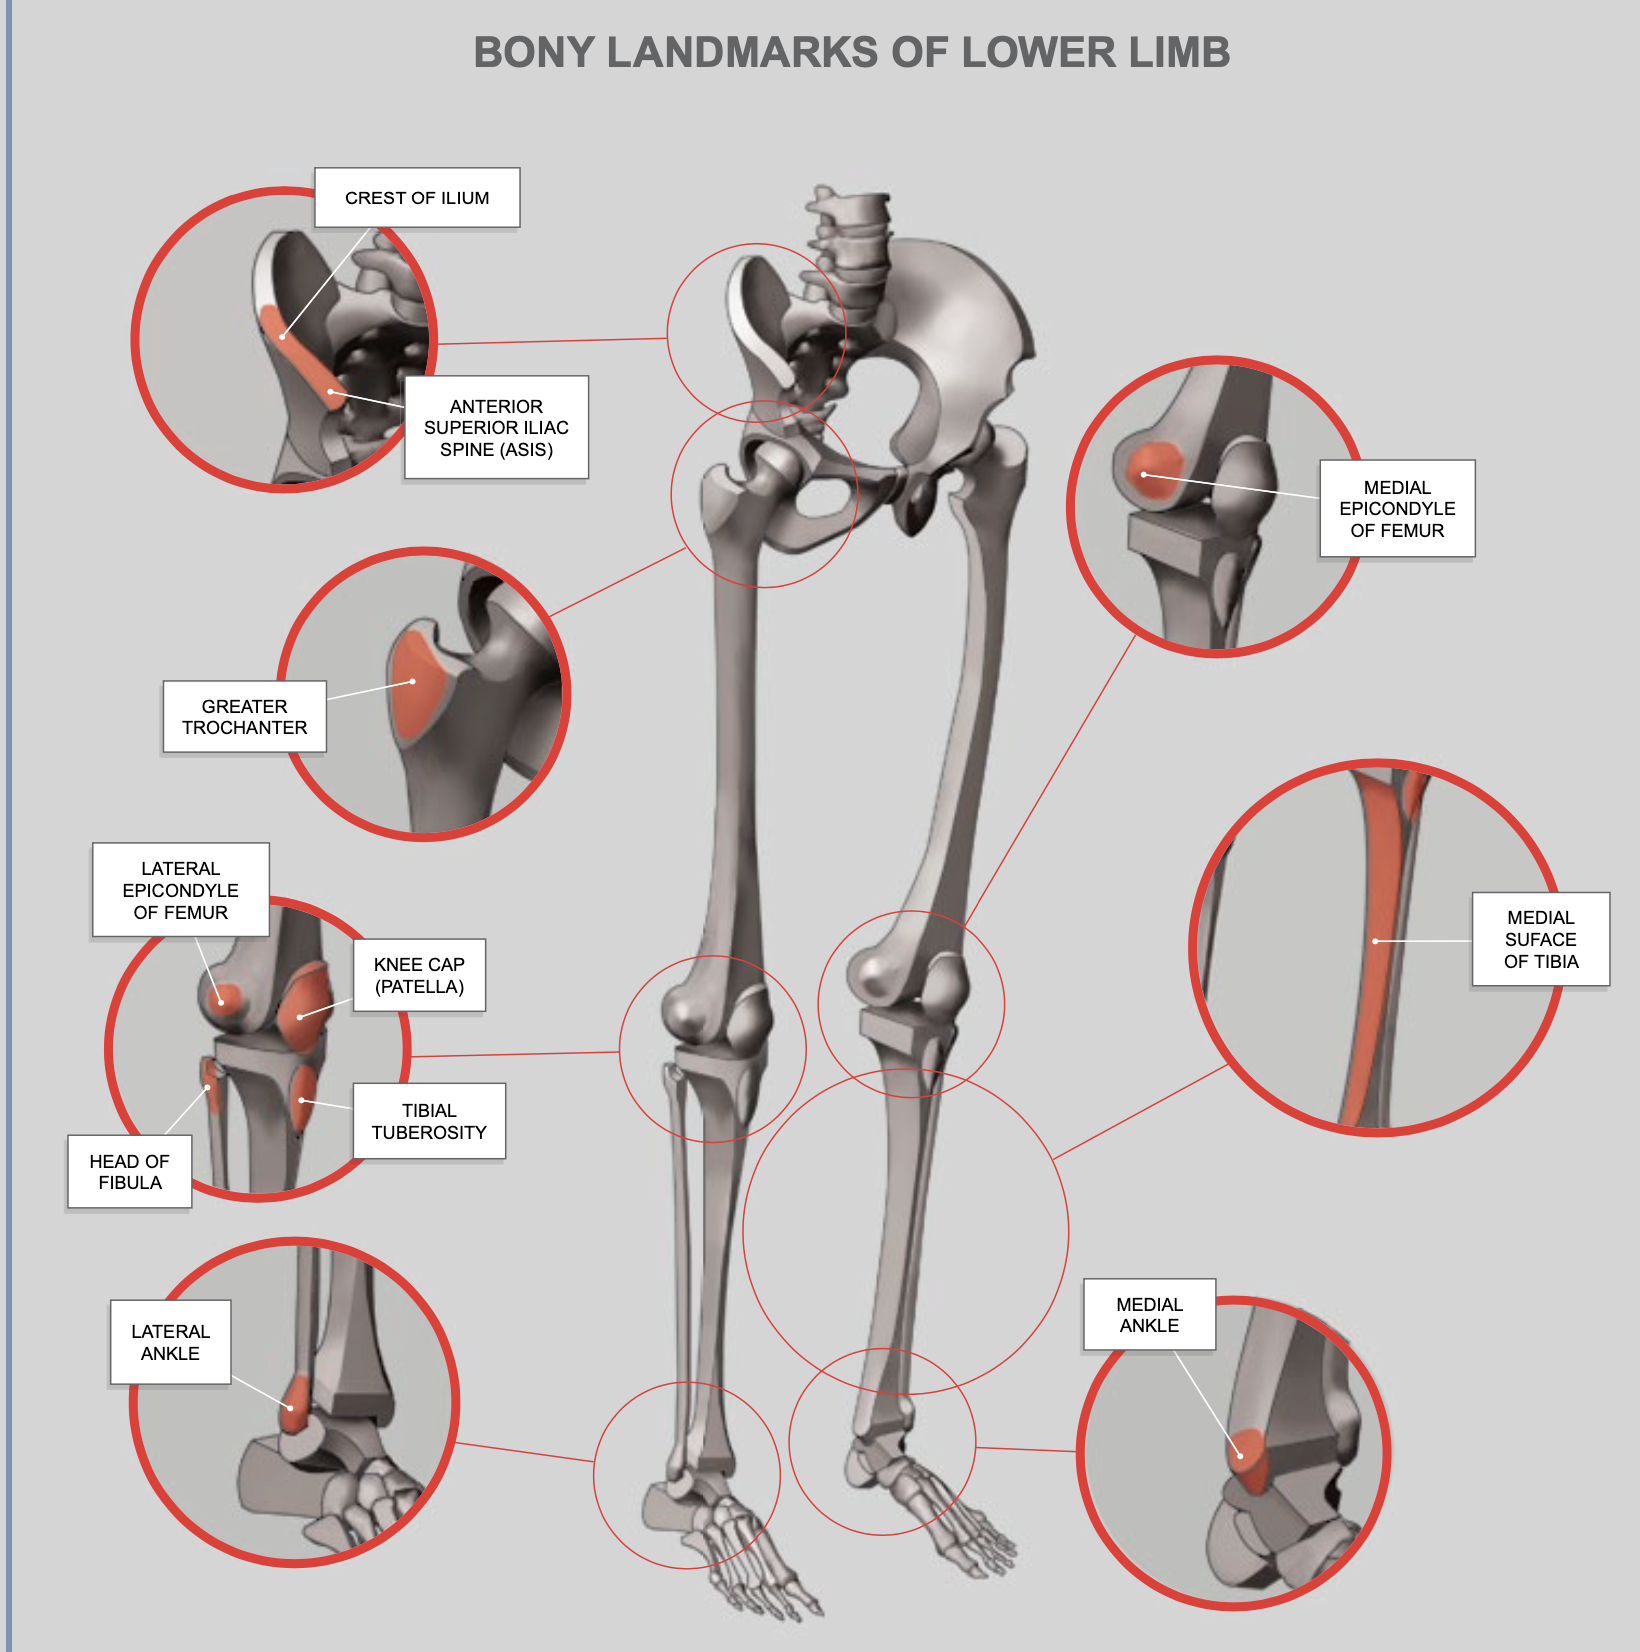 BONY LANDMARKS OF LOWER LIMB
CREST OF ILIUM
ANTERIOR
SUPERIOR ILIAC
SPINE (ASIS)
MEDIAL
EPICONDYLE
OF FEMUR
GREATER
TROCHANTER
LATERAL
EPICONDYLE
OF FEMUR
KNEE CAP
(PATELLA)
MEDIAL
SUFACE
OF TIBIA
TIBIAL
TUBEROSITY
HEAD OF
FIBULA
LATERAL
ANKLE
MEDIAL
ANKLE